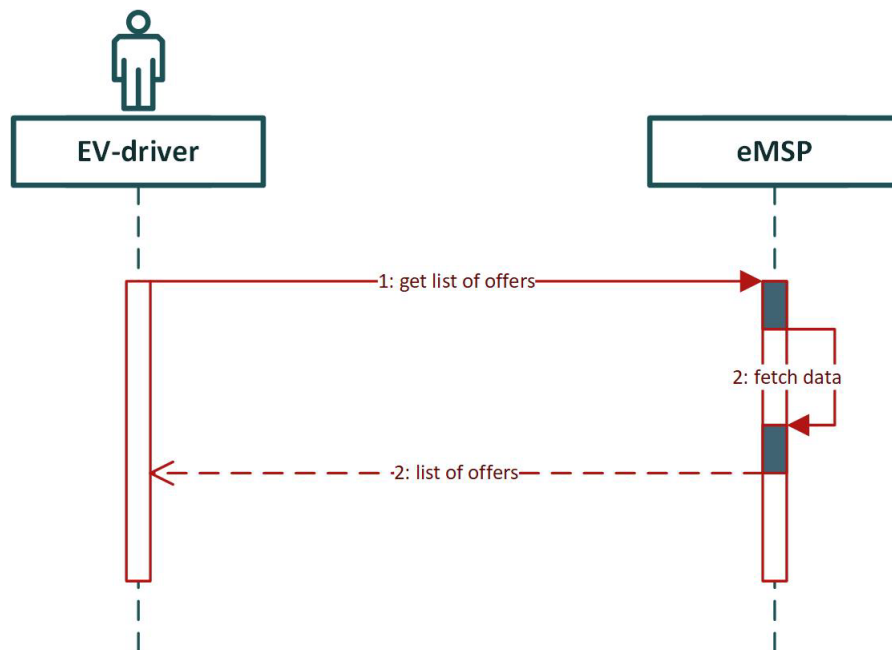 EV-driver
eMSP
1: get list of offers
2: fetch data
2: list of offers